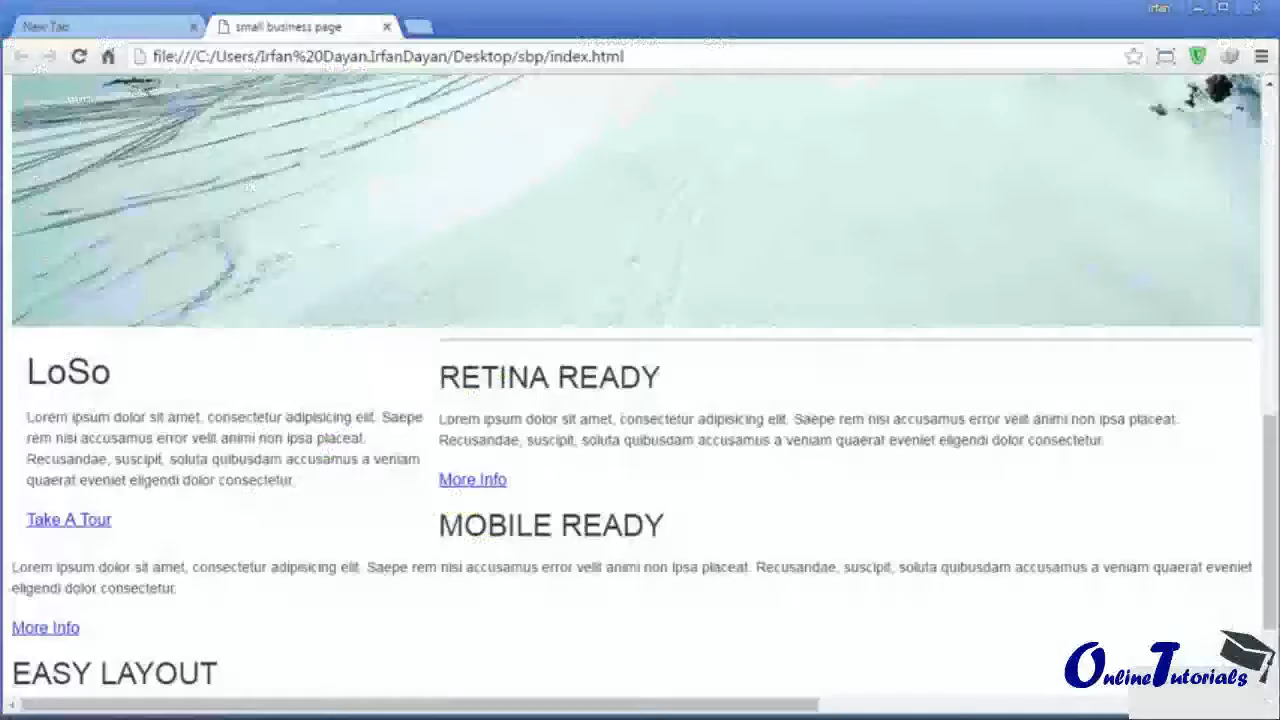 New Tab
small business page
Irfan
file:///C:/Users/Irfan%20Dayan.IrfanDayan/Desktop/sbp/index.html
LoSo
Lorem ipsum dolor sit amet, consectetur adipisicing elit. Saepe
rem nisi accusamus error velit animi non ipsa placeat.
Recusandae, suscipit, soluta quibusdam accusamus a veniam
quaerat eveniet eligendi dolor consectetur.
Take A Tour
RETINA READY
Lorem ipsum dolor sit amet, consectetur adipisicing elit. Saepe rem nisi accusamus error velit animi non ipsa placeat.
Recusandae, suscipit, soluta quibusdam accusamus a veniam quaerat eveniet eligendi dolor consectetur.
More Info
MOBILE READY
Lorem ipsum dolor sit amet, consectetur adipisicing elit. Saepe rem nisi accusamus error velit animi non ipsa placeat. Recusandae, suscipit, soluta quibusdam accusamus a veniam quaerat eveniet
eligendi dolor consectetur.
More Info
EASY LAYOUT
OnlineTutorials